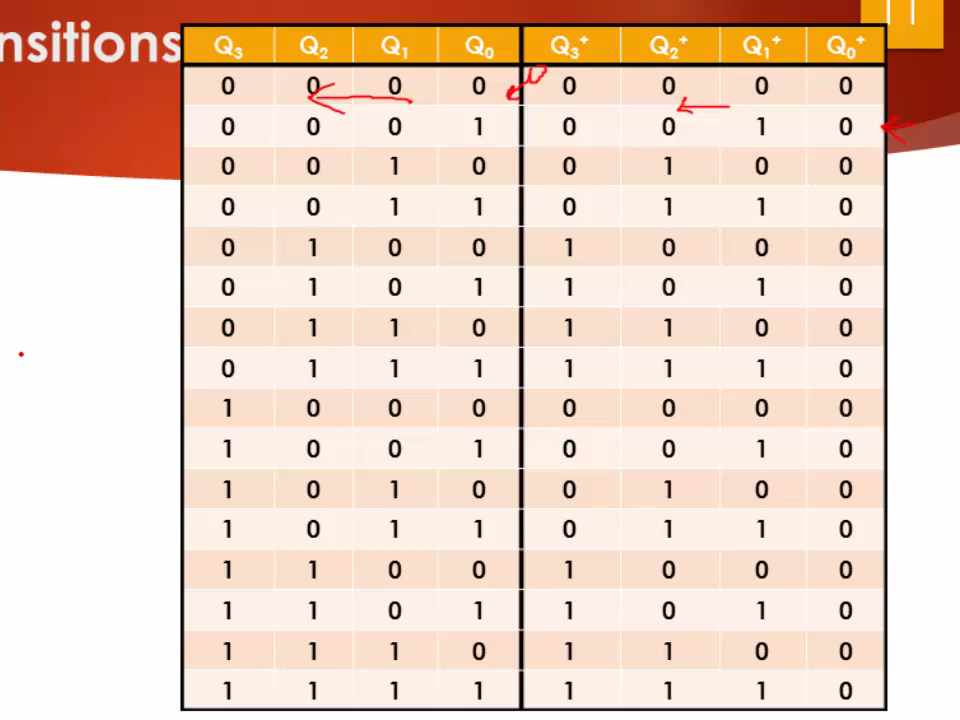 nsitions
11
Q₃ Q₂ Q₁ Q₀ Q₃⁺ Q₂⁺ Q₁⁺ Q₀⁺
0 0 0 0 0 0 0 0
0 0 0 1 0 0 1 0
0 0 1 0 0 1 0 0
0 0 1 1 0 1 1 0
0 1 0 0 1 0 0 0
0 1 0 1 1 0 1 0
0 1 1 0 1 1 0 0
0 1 1 1 1 1 1 0
1 0 0 0 0 0 0 0
1 0 0 1 0 0 1 0
1 0 1 0 0 1 0 0
1 0 1 1 0 1 1 0
1 1 0 0 1 0 0 0
1 1 0 1 1 0 1 0
1 1 1 0 1 1 0 0
1 1 1 1 1 1 1 0